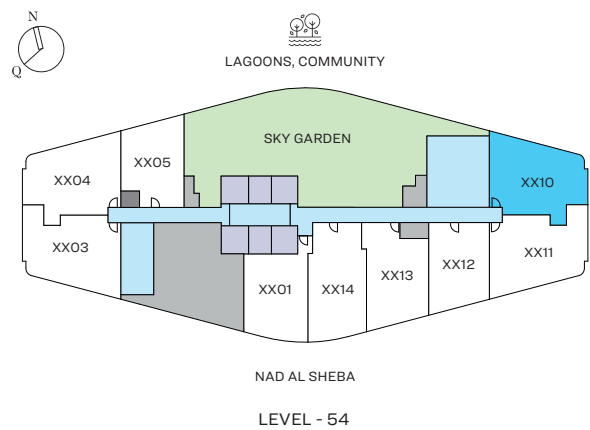 N
Q
LAGOONS, COMMUNITY
SKY GARDEN
XX04
XX05
XX10
XX03
XX01
XX14
XX13
XX12
XX11
NAD AL SHEBA
LEVEL - 54